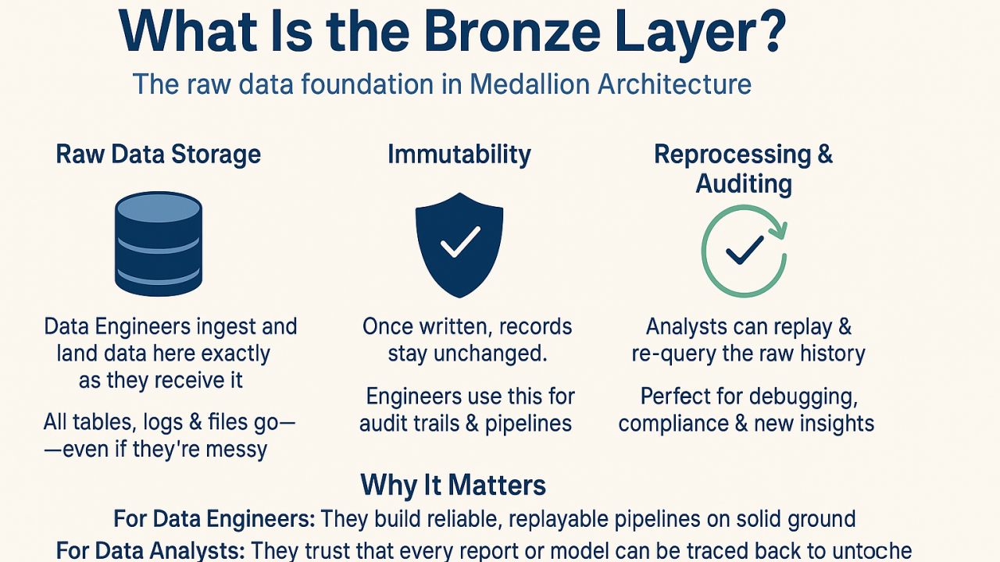 What Is the Bronze Layer?
The raw data foundation in Medallion Architecture
Raw Data Storage
Data Engineers ingest and
land data here exactly
as they receive it
All tables, logs & files go—
—even if they're messy
Immutability
Once written, records
stay unchanged.
Engineers use this for
audit trails & pipelines
Reprocessing &
Auditing
Analysts can replay &
re-query the raw history
Perfect for debugging,
compliance & new insights
Why It Matters
For Data Engineers: They build reliable, replayable pipelines on solid ground
For Data Analysts: They trust that every report or model can be traced back to untoche